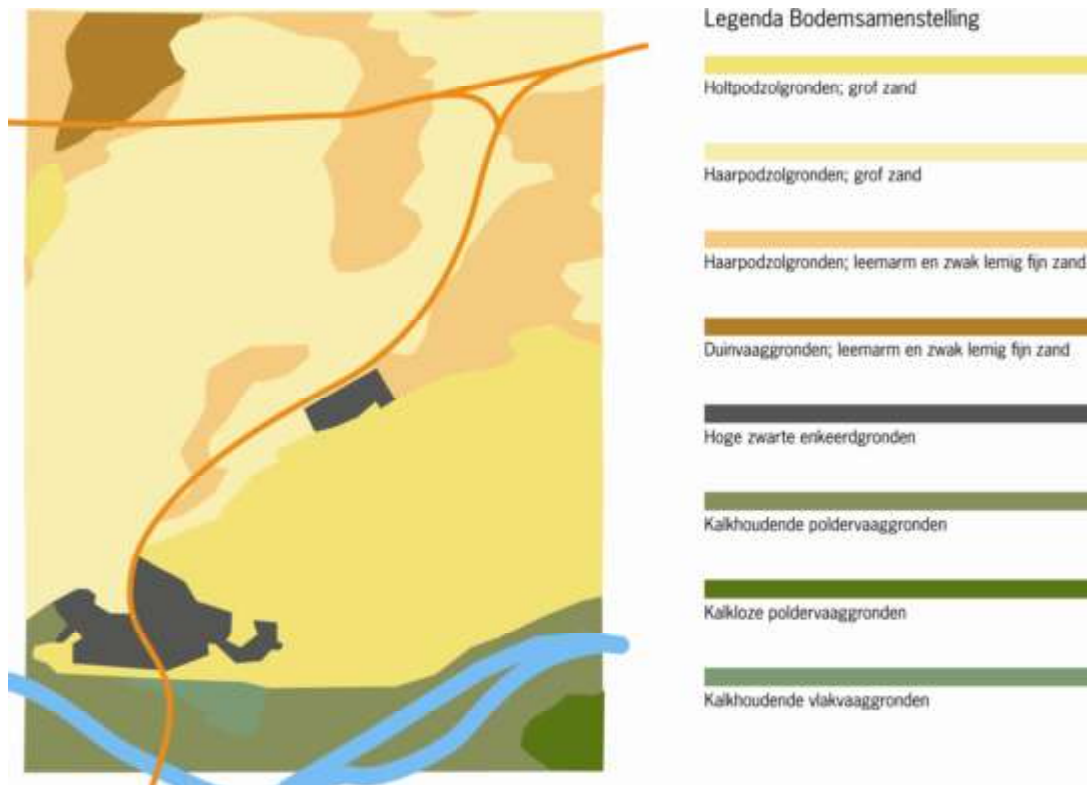 Legenda Bodemsamenstelling
Holtpodzolgronden; grof zand
Haarpodzolgronden; grof zand
Haarpodzolgronden; leemarm en zwak lemig fijn zand
Duinvaaggronden; leemarm en zwak lemig fijn zand
Hoge zwarte enkeerdgronden
Kalkhoudende poldervaaggronden
Kalkloze poldervaaggronden
Kalkhoudende vlakvaaggronden